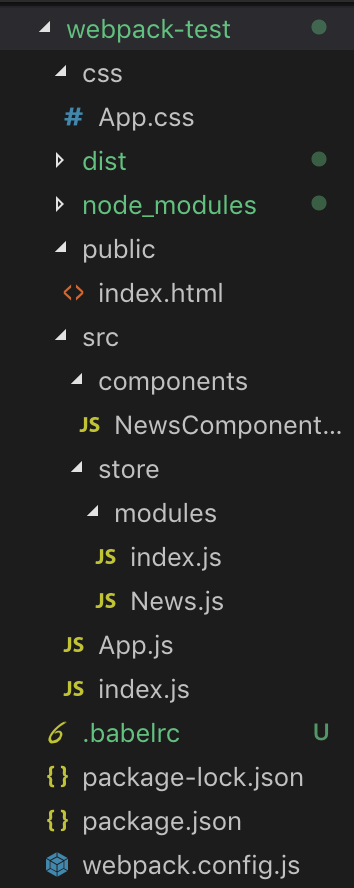 webpack-test
css
# App.css
dist
node_modules
public
<> index.html
src
components
JS NewsComponent...
store
modules
JS index.js
JS News.js
JS App.js
JS index.js
.babelrc U
{} package-lock.json
{} package.json
webpack.config.js